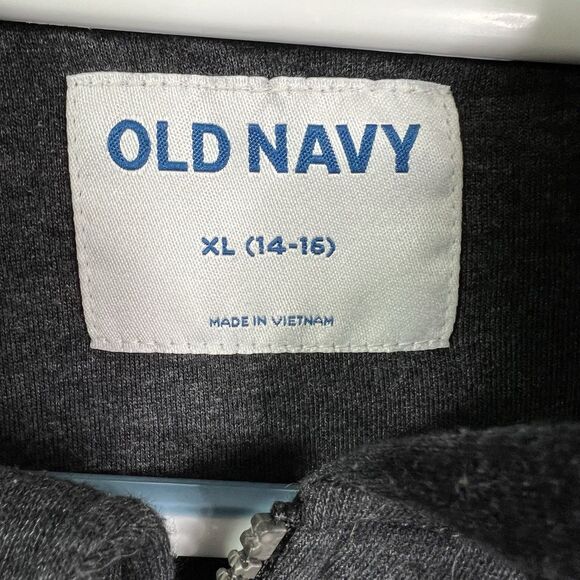 OLD NAVY
XL (14-16)
MADE IN VIETNAM